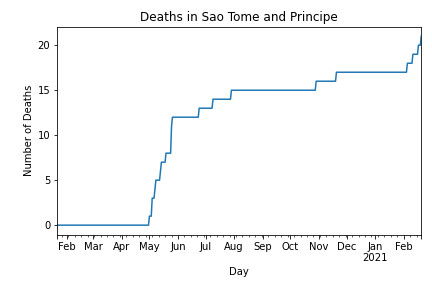 Deaths in Sao Tome and Principe
Number of Deaths
20
15
10
5
0
Feb Mar Apr May Jun Jul Aug Sep Oct Nov Dec Jan Feb
2021
Day